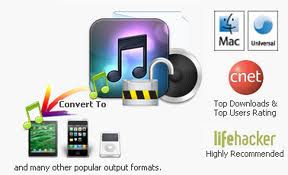 Mac
Universal
Convert To
cnet
Top Downloads &
Top Users Rating
lifehacker
Highly Recommended
and many other popular output formats.